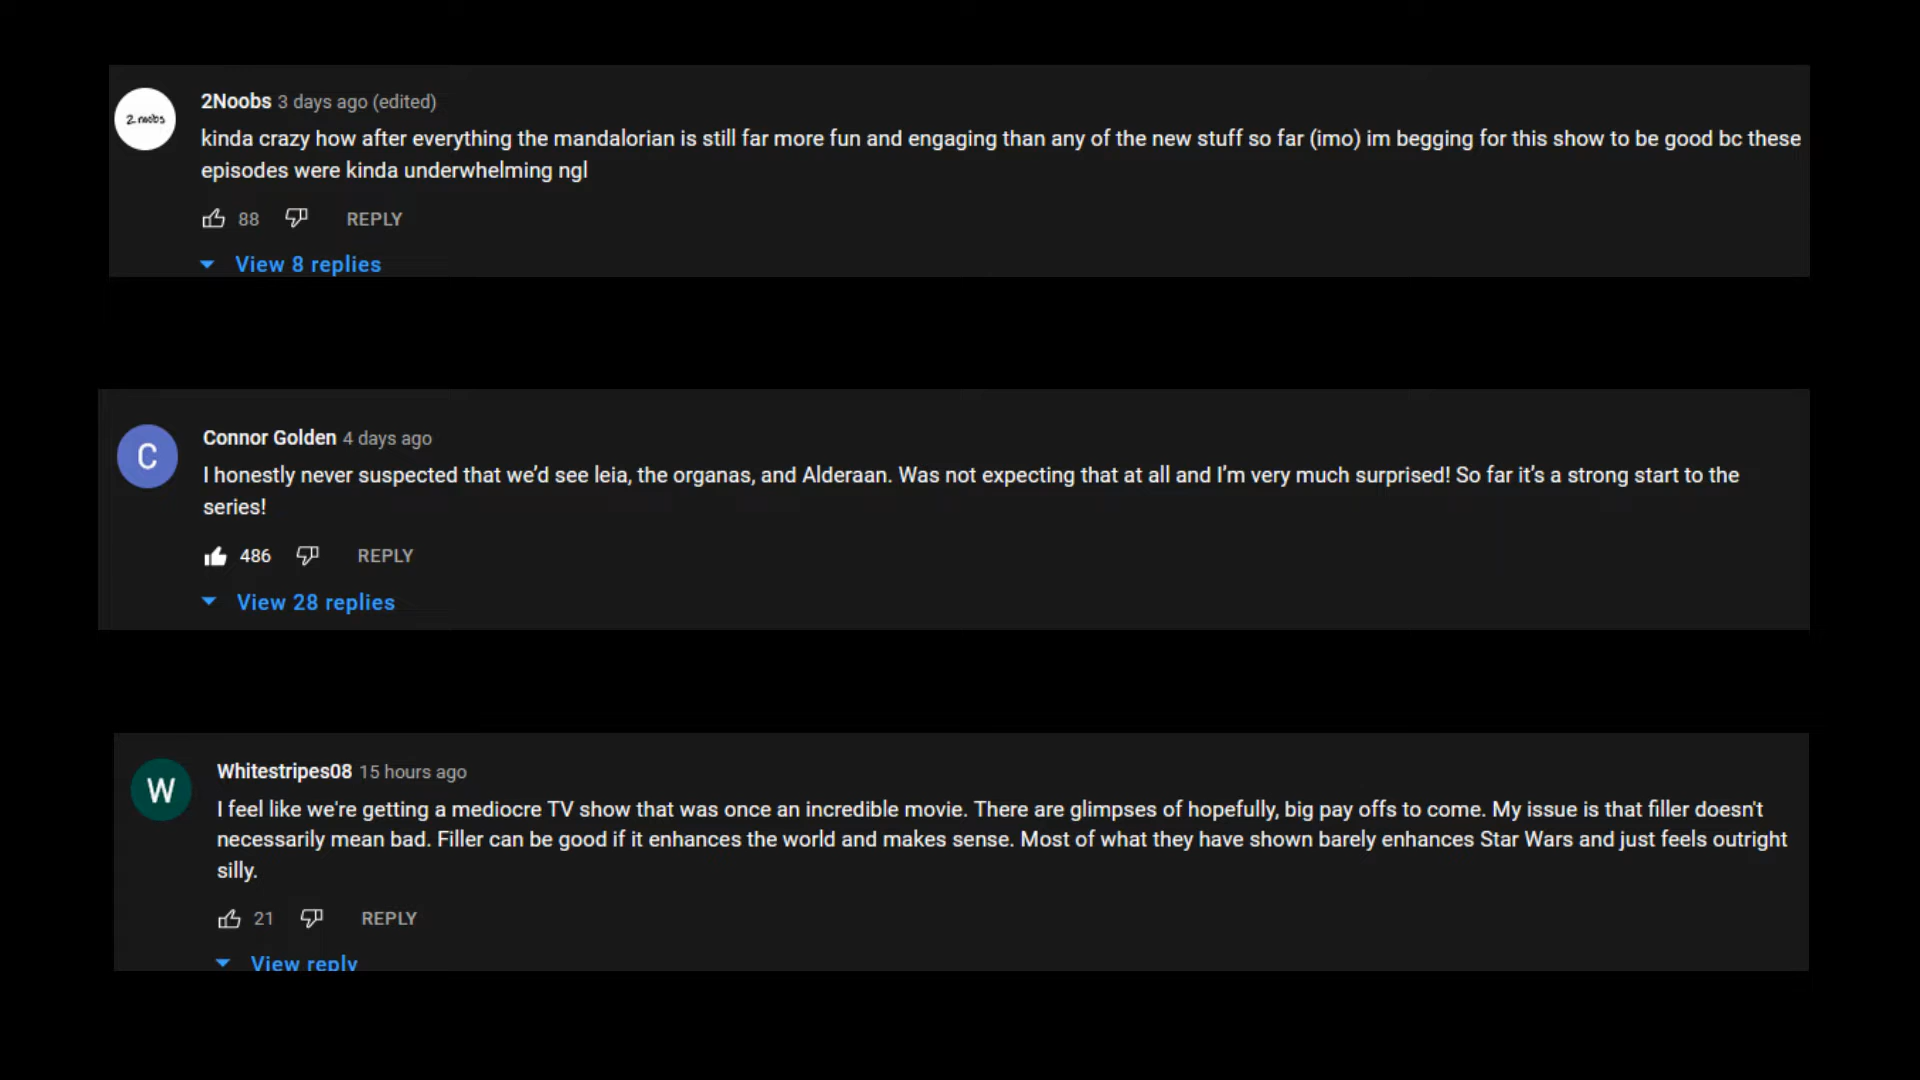 2 noobs
2Noobs 3 days ago (edited)
kinda crazy how after everything the mandalorian is still far more fun and engaging than any of the new stuff so far (imo) im begging for this show to be good bc these
episodes were kinda underwhelming ngl
88 REPLY
View 8 replies
C
Connor Golden 4 days ago
I honestly never suspected that we’d see leia, the organas, and Alderaan. Was not expecting that at all and I’m very much surprised! So far it’s a strong start to the
series!
486 REPLY
View 28 replies
W
Whitestripes08 15 hours ago
I feel like we're getting a mediocre TV show that was once an incredible movie. There are glimpses of hopefully, big pay offs to come. My issue is that filler doesn't
necessarily mean bad. Filler can be good if it enhances the world and makes sense. Most of what they have shown barely enhances Star Wars and just feels outright
silly.
21 REPLY
View reply